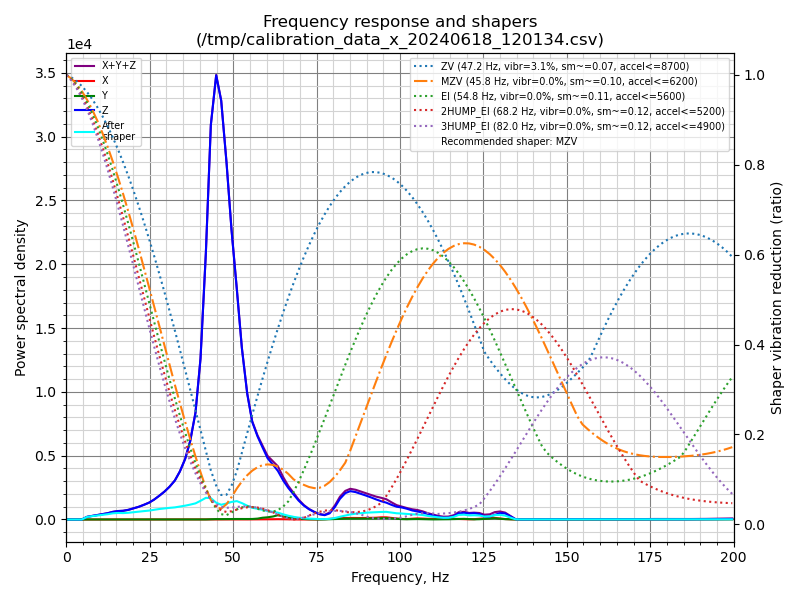 Frequency response and shapers
(/tmp/calibration_data_x_20240618_120134.csv)
1e4
X+Y+Z
X
Y
Z
After
shaper
ZV (47.2 Hz, vibr=3.1%, sm~=0.07, accel<=8700)
MZV (45.8 Hz, vibr=0.0%, sm~=0.10, accel<=6200)
EI (54.8 Hz, vibr=0.0%, sm~=0.11, accel<=5600)
2HUMP_EI (68.2 Hz, vibr=0.0%, sm~=0.12, accel<=5200)
3HUMP_EI (82.0 Hz, vibr=0.0%, sm~=0.12, accel<=4900)
Recommended shaper: MZV
Power spectral density
3.5
3.0
2.5
2.0
1.5
1.0
0.5
0.0
1.0
0.8
0.6
0.4
0.2
0.0
Shaper vibration reduction (ratio)
0 25 50 75 100 125 150 175 200
Frequency, Hz